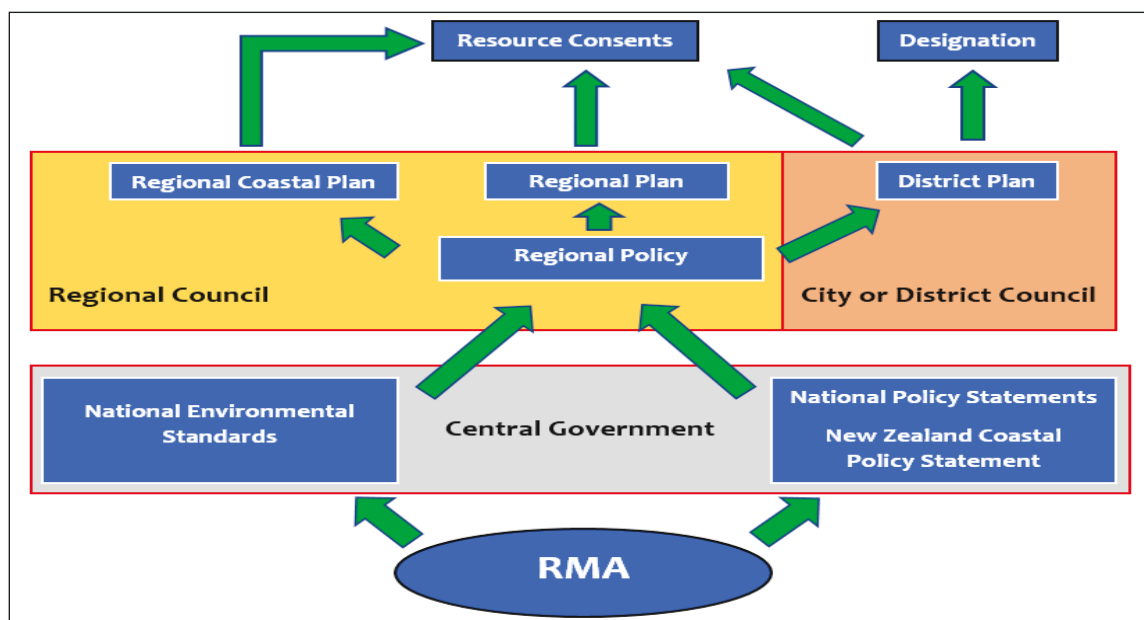 Resource Consents
Designation
Regional Coastal Plan
Regional Plan
District Plan
Regional Policy
Regional Council
City or District Council
National Environmental
Standards
Central Government
National Policy Statements
New Zealand Coastal
Policy Statement
RMA